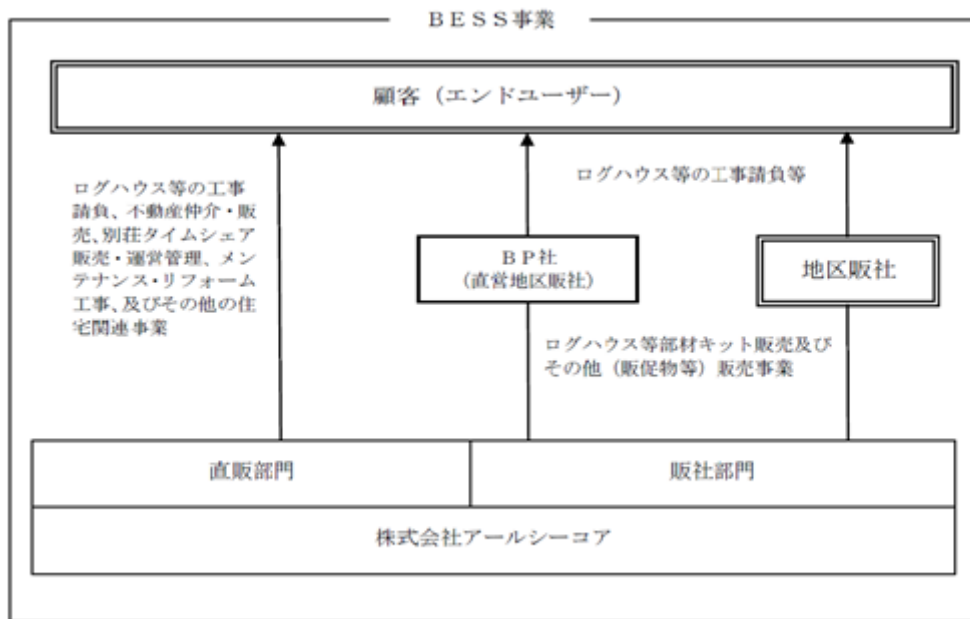 ＢＥＳＳ事業
顧客（エンドユーザー）
ログハウス等の工事
請負、不動産仲介・販
売、別荘タイムシェア
販売・運営管理、メン
テナンス・リフォーム
工事、及びその他の住
宅関連事業
ログハウス等の工事請負等
ＢＰ社
（直営地区販社）
地区販社
ログハウス等部材キット販売及び
その他（販促物等）販売事業
直販部門
販社部門
株式会社アールシーコア